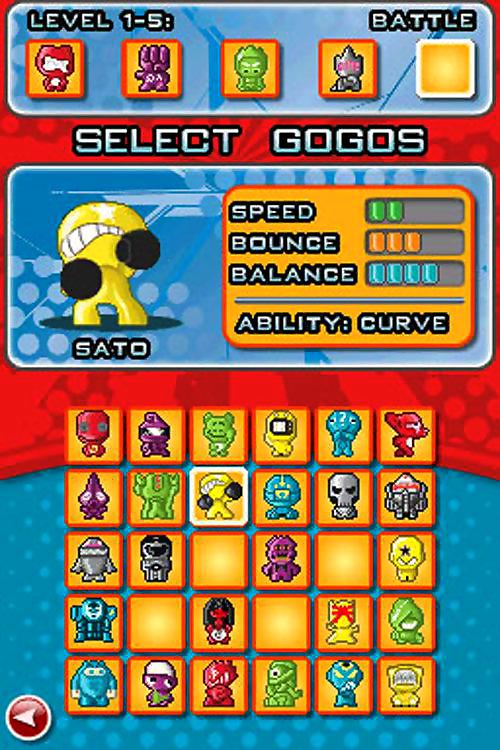 LEVEL 1-5: BATTLE
SELECT GOGOS
SPEED
BOUNCE
BALANCE
ABILITY: CURVE
SATO